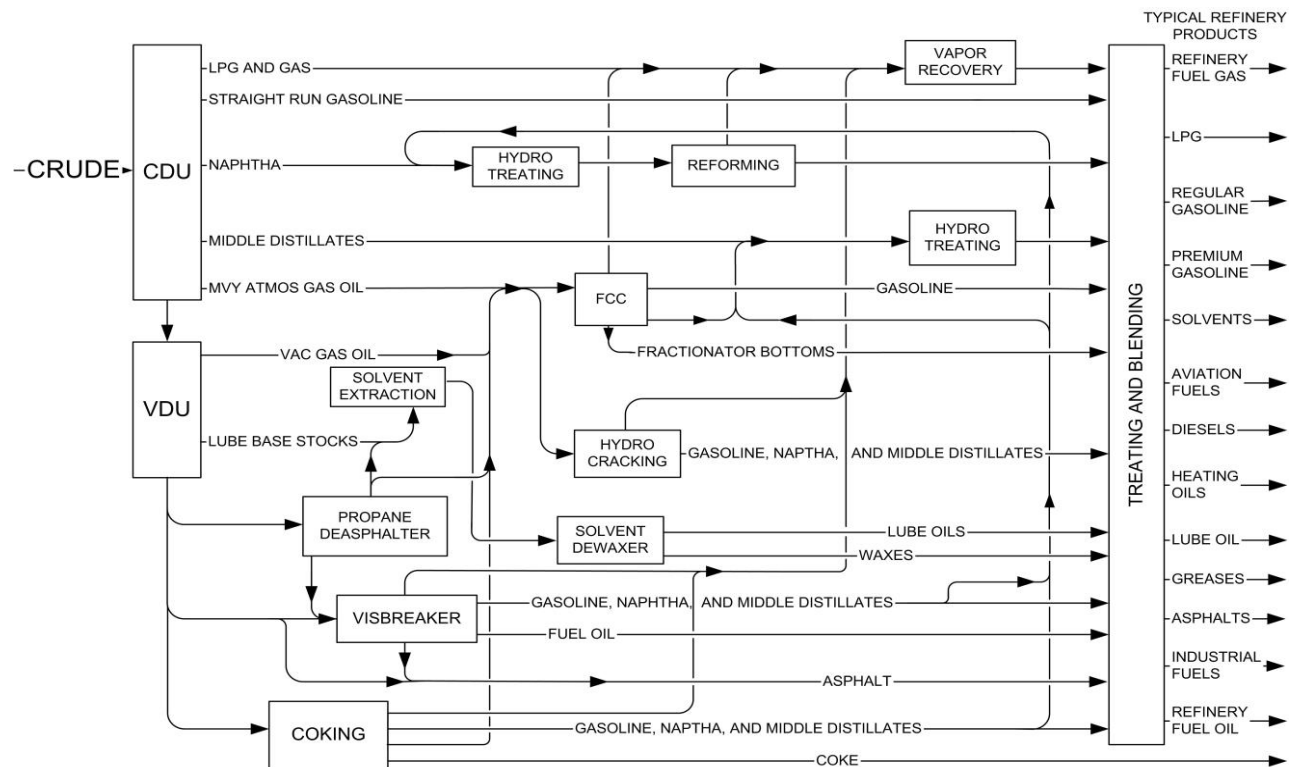 TYPICAL REFINERY
PRODUCTS
LPG AND GAS
VAPOR
RECOVERY
REFINERY
FUEL GAS
STRAIGHT RUN GASOLINE
LPG
CRUDE
CDU
NAPHTHA
HYDRO
TREATING
REFORMING
REGULAR
GASOLINE
MIDDLE DISTILLATES
HYDRO
TREATING
PREMIUM
GASOLINE
MVY ATMOS GAS OIL
FCC
GASOLINE
SOLVENTS
VDU
VAC GAS OIL
FRACTIONATOR BOTTOMS
SOLVENT
EXTRACTION
AVIATION
FUELS
LUBE BASE STOCKS
HYDRO
CRACKING
GASOLINE, NAPTHA, AND MIDDLE DISTILLATES
TREATING AND BLENDING
DIESELS
HEATING
OILS
PROPANE
DEASPHALTER
SOLVENT
DEWAXER
LUBE OILS
WAXES
LUBE OIL
GREASES
VISBREAKER
GASOLINE, NAPHTHA, AND MIDDLE DISTILLATES
FUEL OIL
ASPHALTS
ASPHALT
INDUSTRIAL
FUELS
COKING
GASOLINE, NAPTHA, AND MIDDLE DISTILLATES
REFINERY
FUEL OIL
COKE